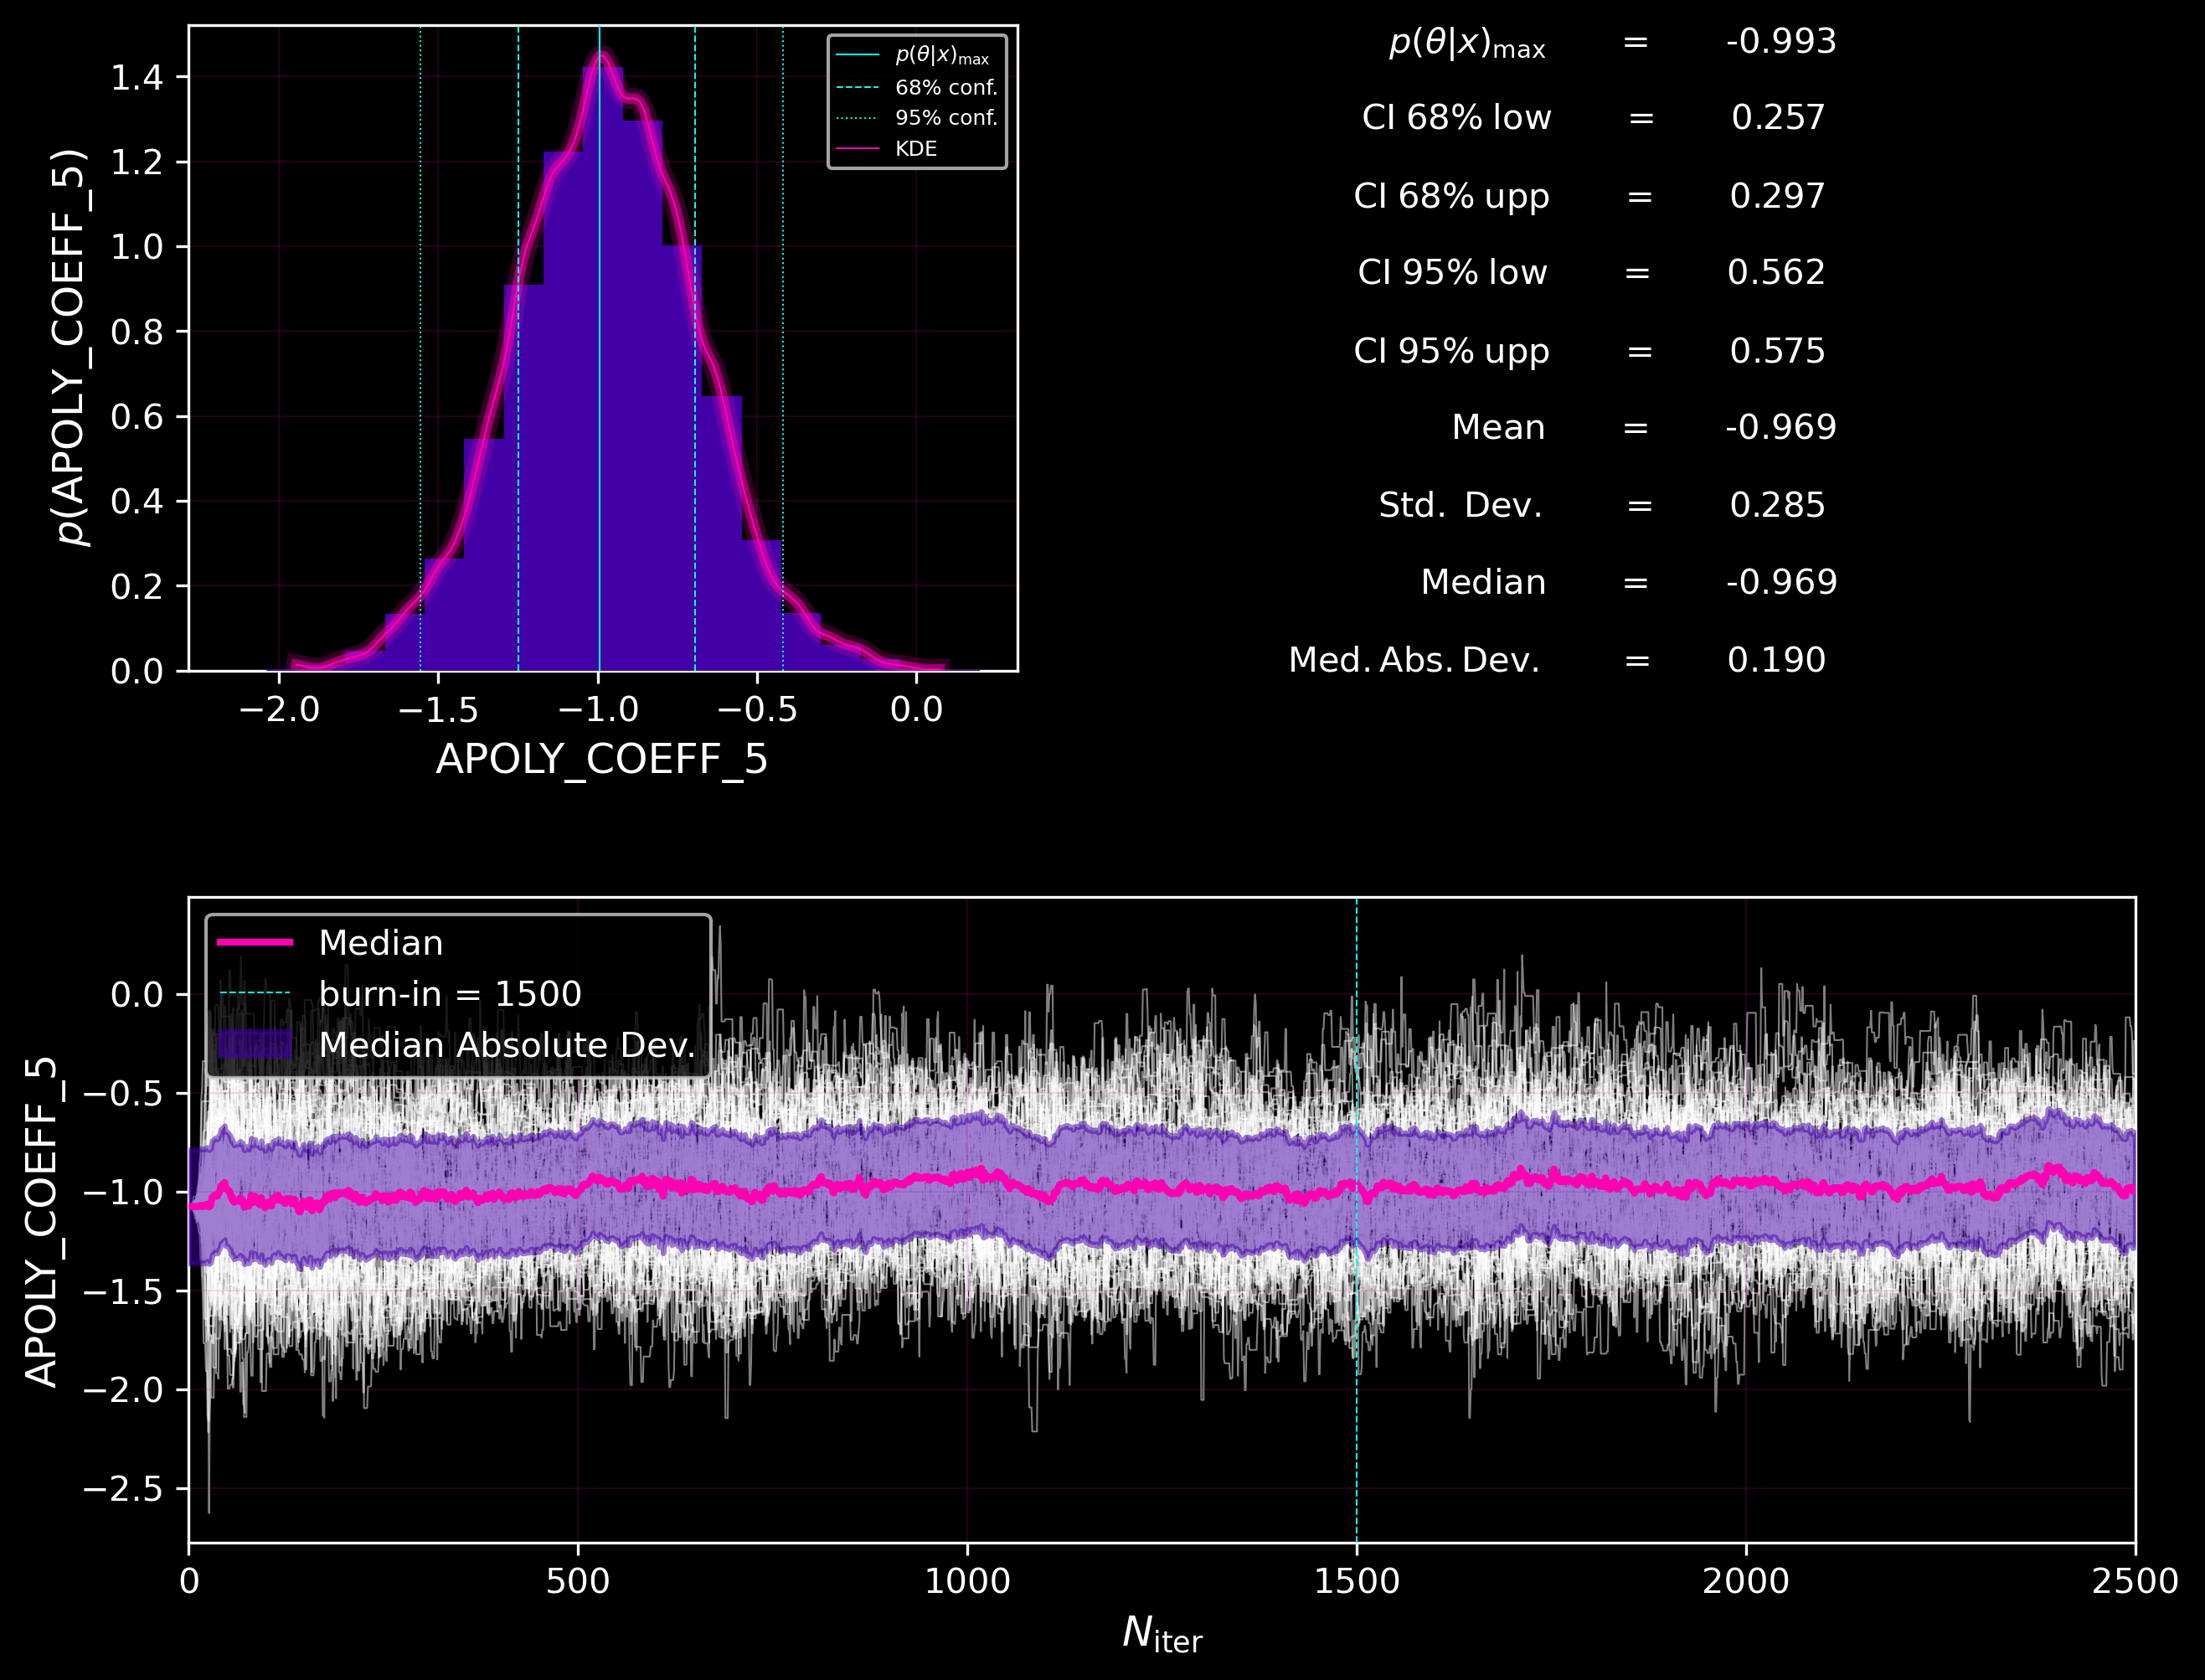 p(APOLY_COEFF_5)
1.4
1.2
1.0
0.8
0.6
0.4
0.2
0.0
−2.0 −1.5 −1.0 −0.5 0.0
APOLY_COEFF_5
p(θ|x)max
68% conf.
95% conf.
KDE
p(θ|x)max = -0.993
CI 68% low = 0.257
CI 68% upp = 0.297
CI 95% low = 0.562
CI 95% upp = 0.575
Mean = -0.969
Std. Dev. = 0.285
Median = -0.969
Med. Abs. Dev. = 0.190
APOLY_COEFF_5
0.0
−0.5
−1.0
−1.5
−2.0
−2.5
Median
burn-in = 1500
Median Absolute Dev.
0 500 1000 1500 2000 2500
Niter